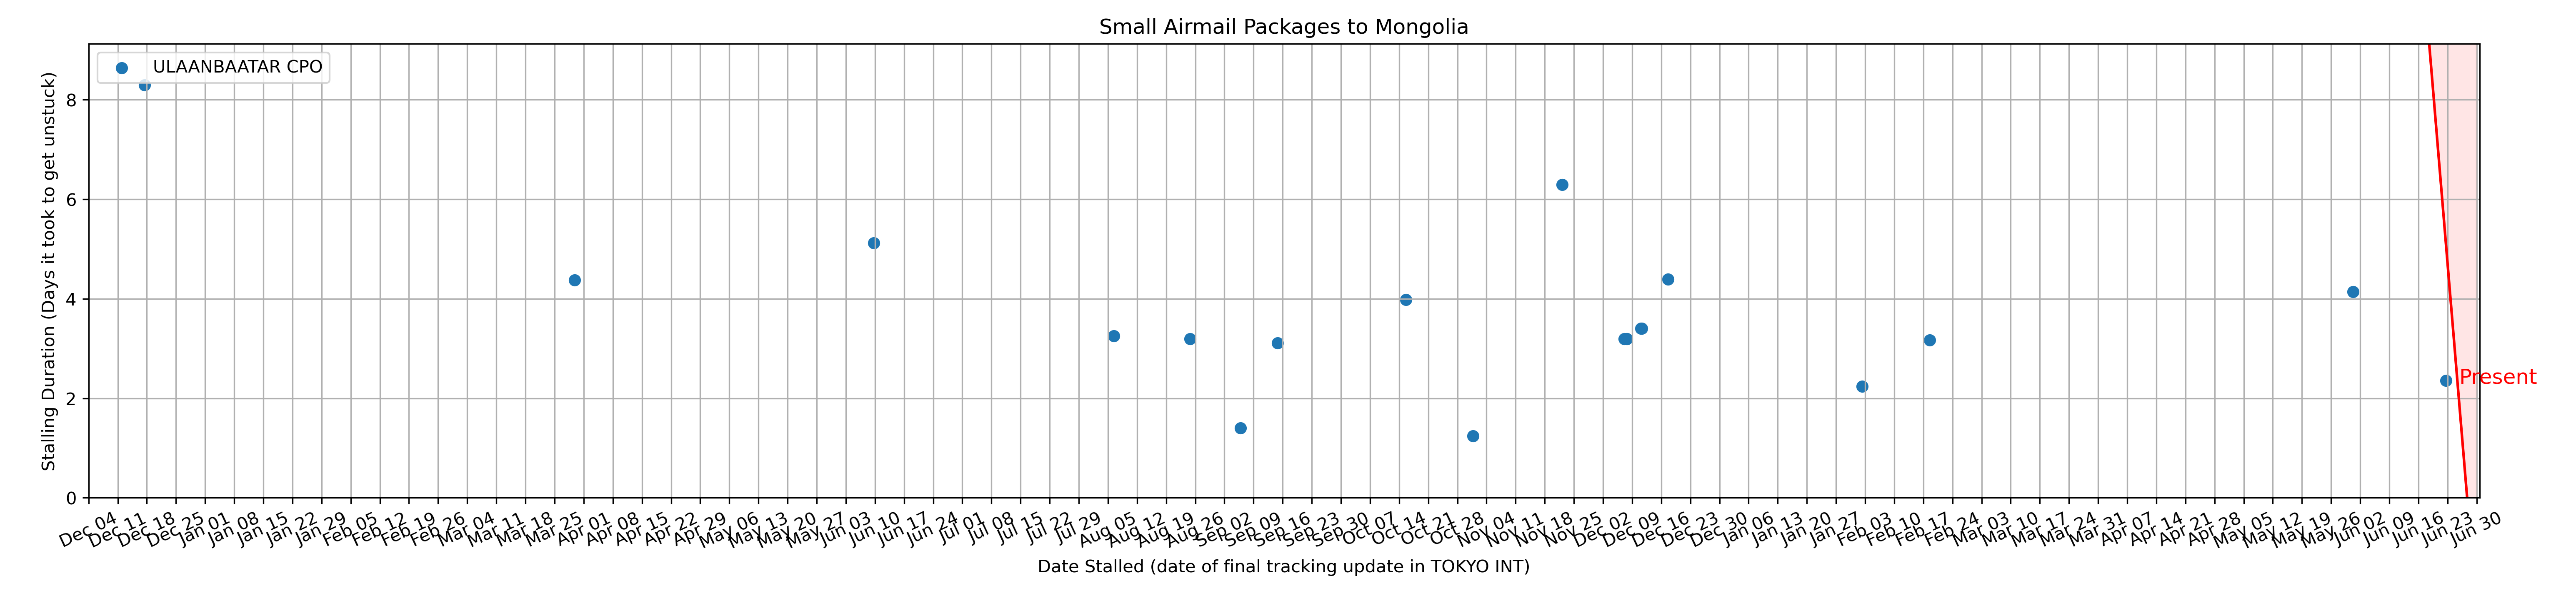 Small Airmail Packages to Mongolia
ULAANBAATAR CPO
Stalling Duration (Days it took to get unstuck)
8
6
4
2
0
Present
Dec 04 Dec 11 Dec 18 Dec 25 Jan 01 Jan 08 Jan 15 Jan 22 Jan 29 Feb 05 Feb 12 Feb 19 Feb 26 Mar 04 Mar 11 Mar 18 Mar 25 Apr 01 Apr 08 Apr 15 Apr 22 Apr 29 May 06 May 13 May 20 May 27 Jun 03 Jun 10 Jun 17 Jun 24 Jul 01 Jul 08 Jul 15 Jul 22 Jul 29 Aug 05 Aug 12 Aug 19 Aug 26 Sep 02 Sep 09 Sep 16 Sep 23 Sep 30 Oct 07 Oct 14 Oct 21 Oct 28 Nov 04 Nov 11 Nov 18 Nov 25 Dec 02 Dec 09 Dec 16 Dec 23 Dec 30 Jan 06 Jan 13 Jan 20 Jan 27 Feb 03 Feb 10 Feb 17 Feb 24 Mar 03 Mar 10 Mar 17 Mar 24 Mar 31 Apr 07 Apr 14 Apr 21 Apr 28 May 05 May 12 May 19 May 26 Jun 02 Jun 09 Jun 16 Jun 23 Jun 30
Date Stalled (date of final tracking update in TOKYO INT)